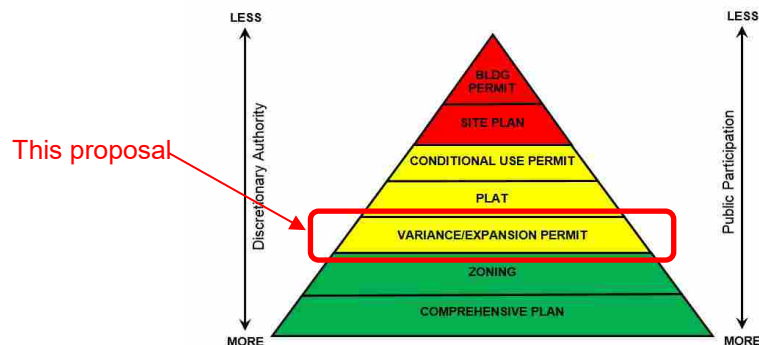 LESS
LESS
BLDG
PERMIT
SITE PLAN
This proposal
Discretionary Authority
CONDITIONAL USE PERMIT
Public Participation
PLAT
VARIANCE/EXPANSION PERMIT
ZONING
COMPREHENSIVE PLAN
MORE
MORE